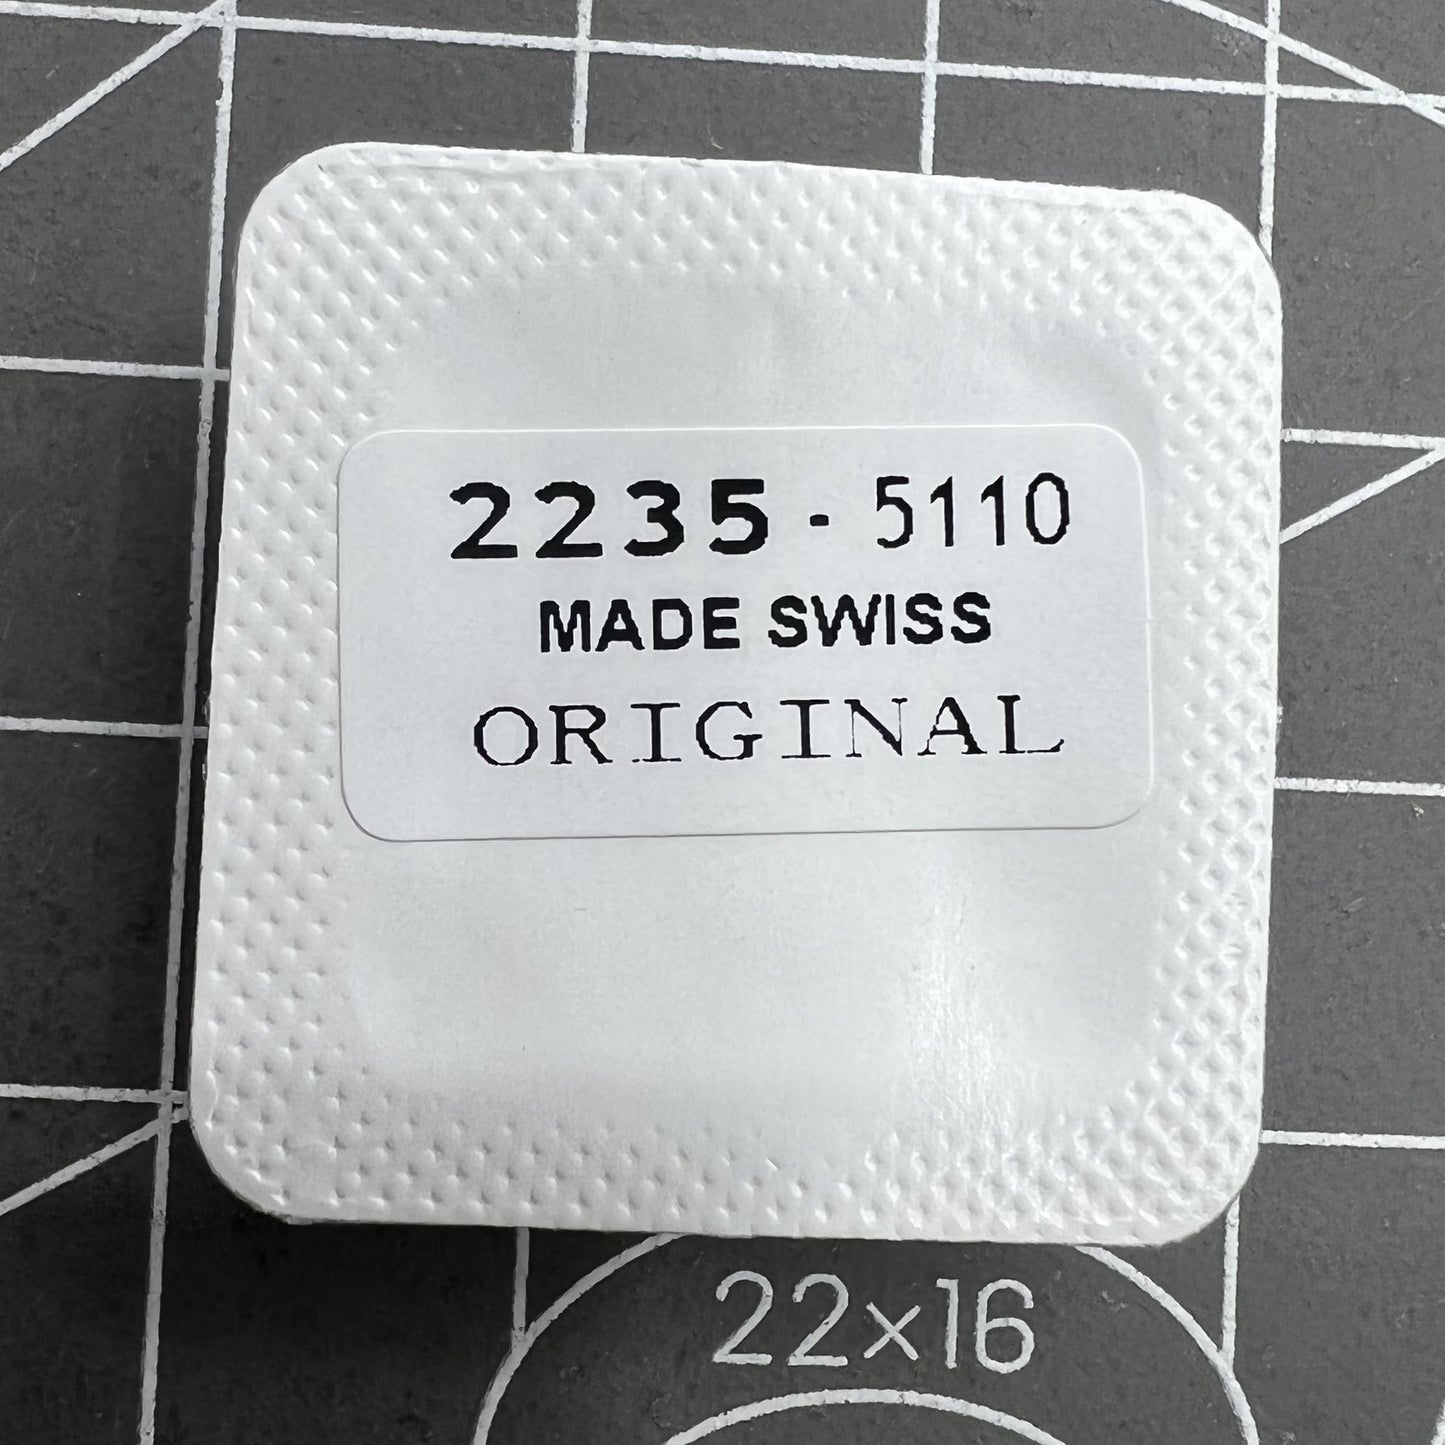 2235 - 5110
MADE SWISS
ORIGINAL
22×16